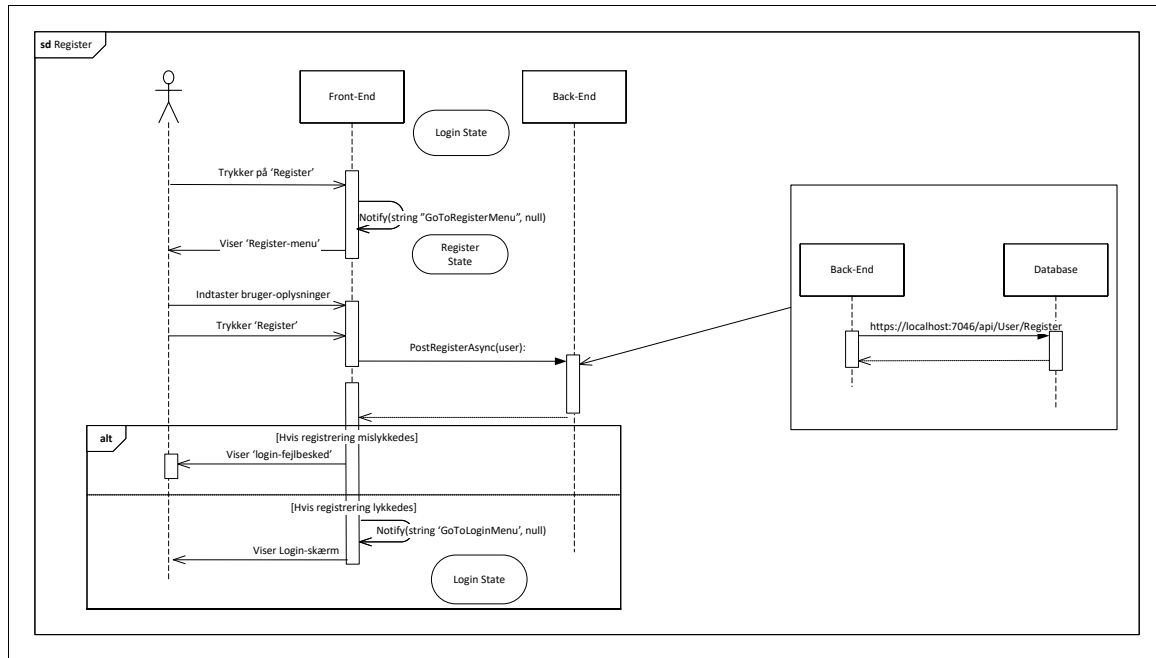 sd Register
Front-End
Back-End
Login State
Trykker på ‘Register’
Notify(string ”GoToRegisterMenu”, null)
Viser ‘Register-menu’
Register
State
Back-End
Database
Indtaster bruger-oplysninger
Trykker ‘Register’
https://localhost:7046/api/User/Register
PostRegisterAsync(user):
alt
[Hvis registrering mislykkedes]
Viser ‘login-fejlbesked’
[Hvis registrering lykkedes]
Notify(string ‘GoToLoginMenu’, null)
Viser Login-skærm
Login State